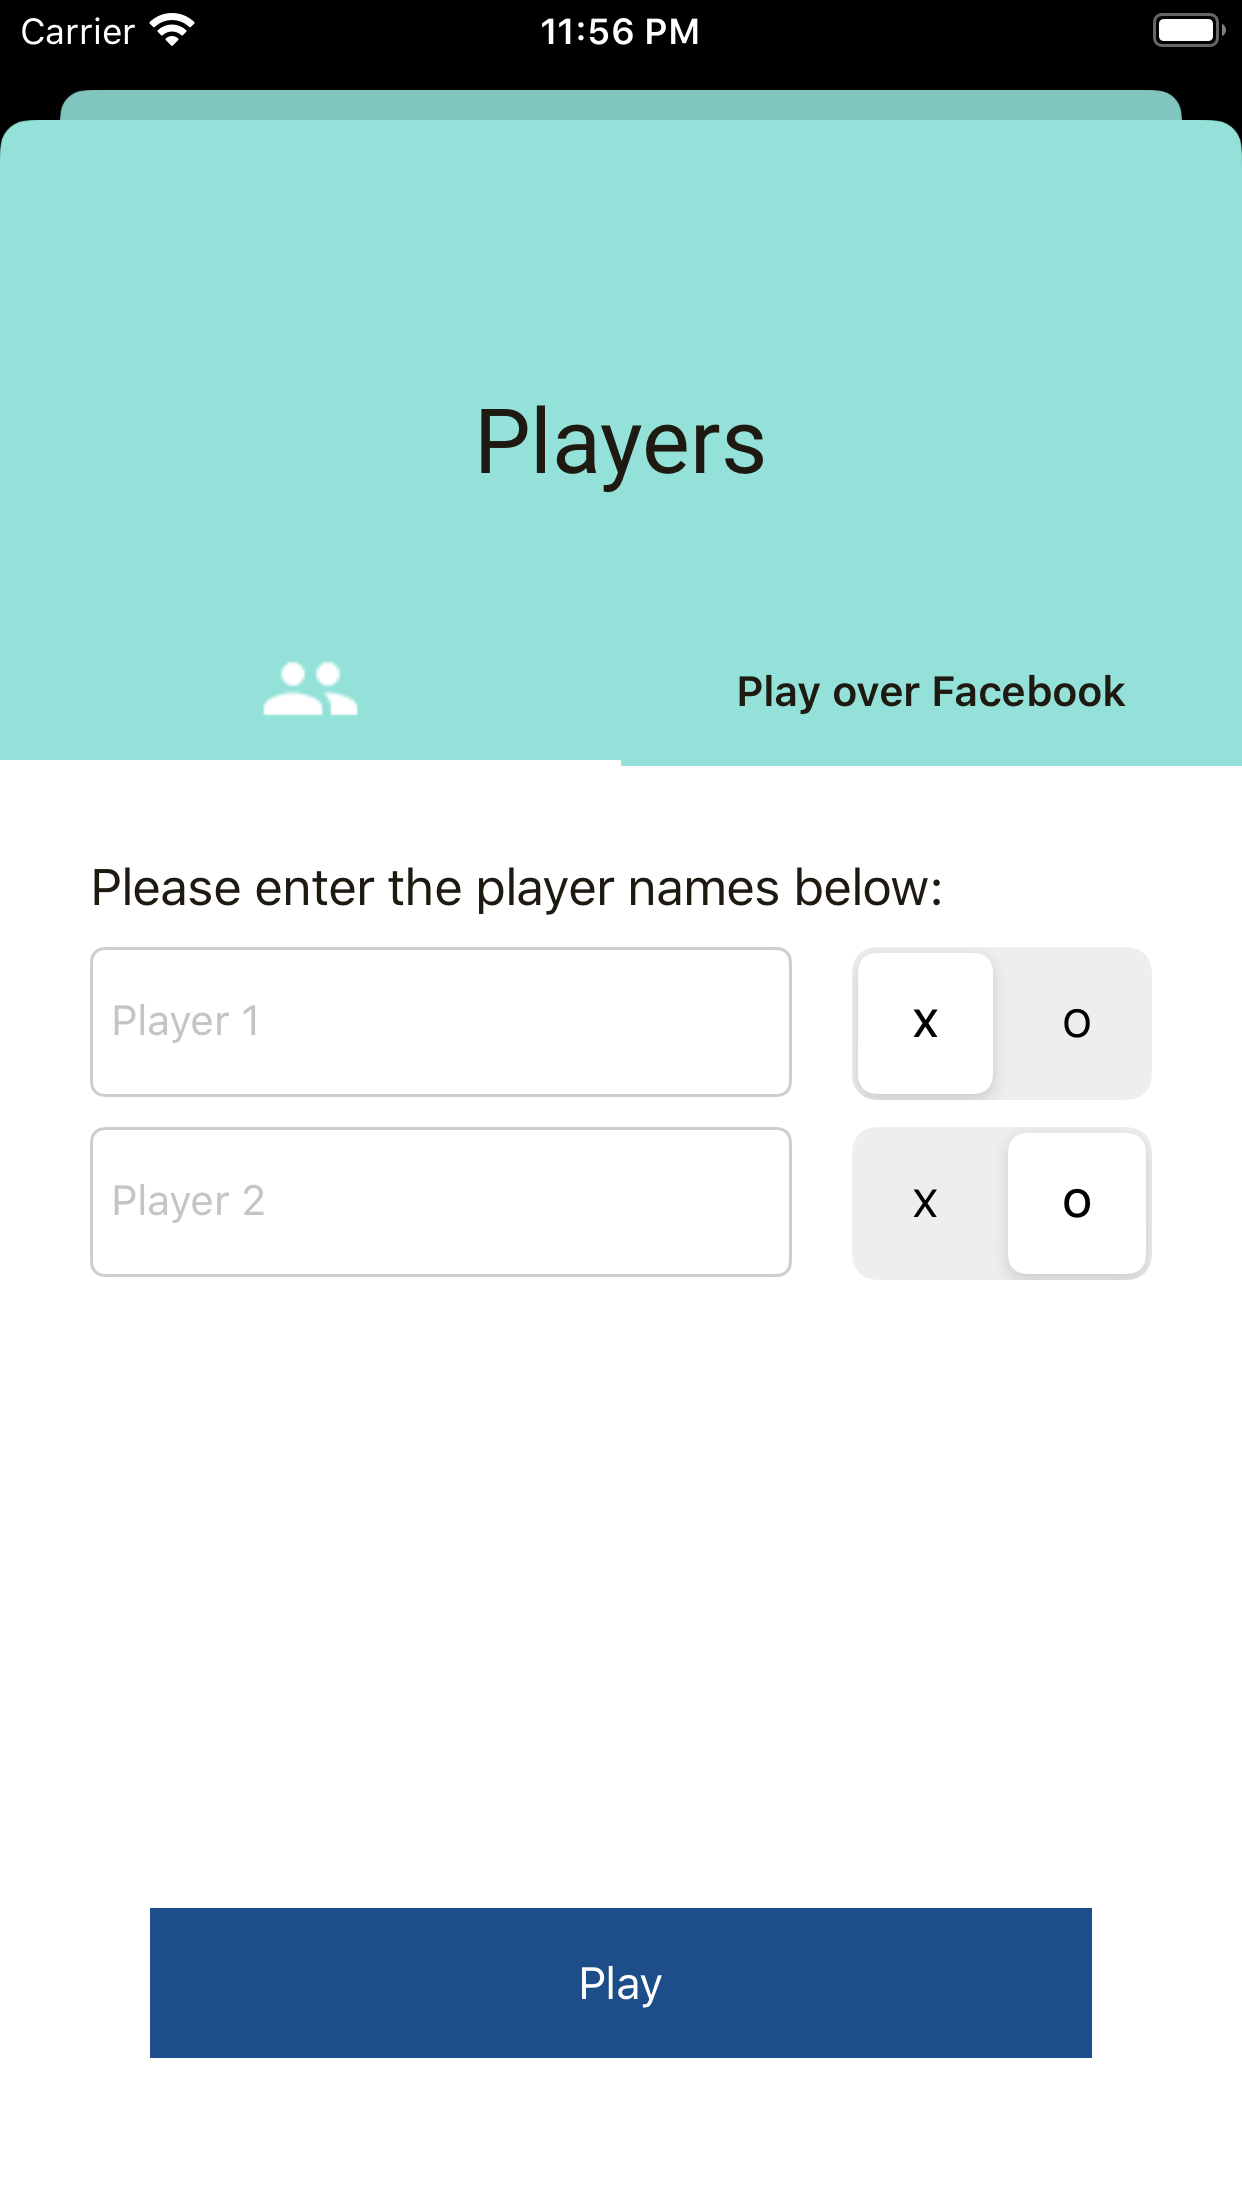 Carrier 11:56 PM
Players
Play over Facebook
Please enter the player names below:
Player 1 x o
Player 2 x o
Play